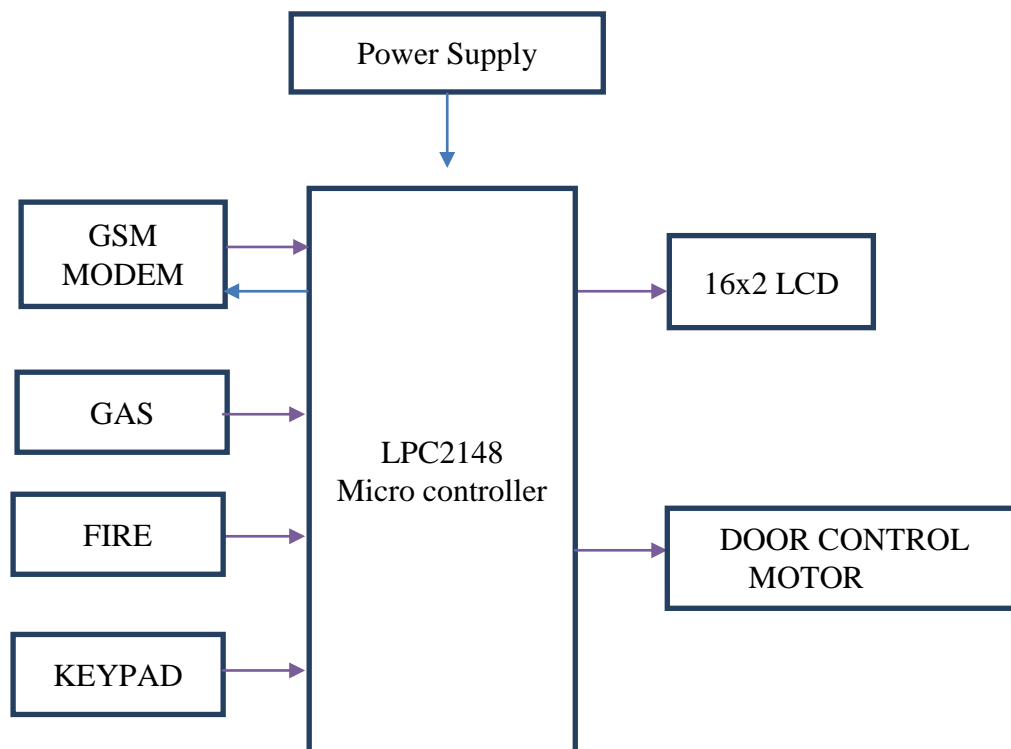 Power Supply
GSM
MODEM
16x2 LCD
GAS
LPC2148
Micro controller
FIRE
DOOR CONTROL
MOTOR
KEYPAD